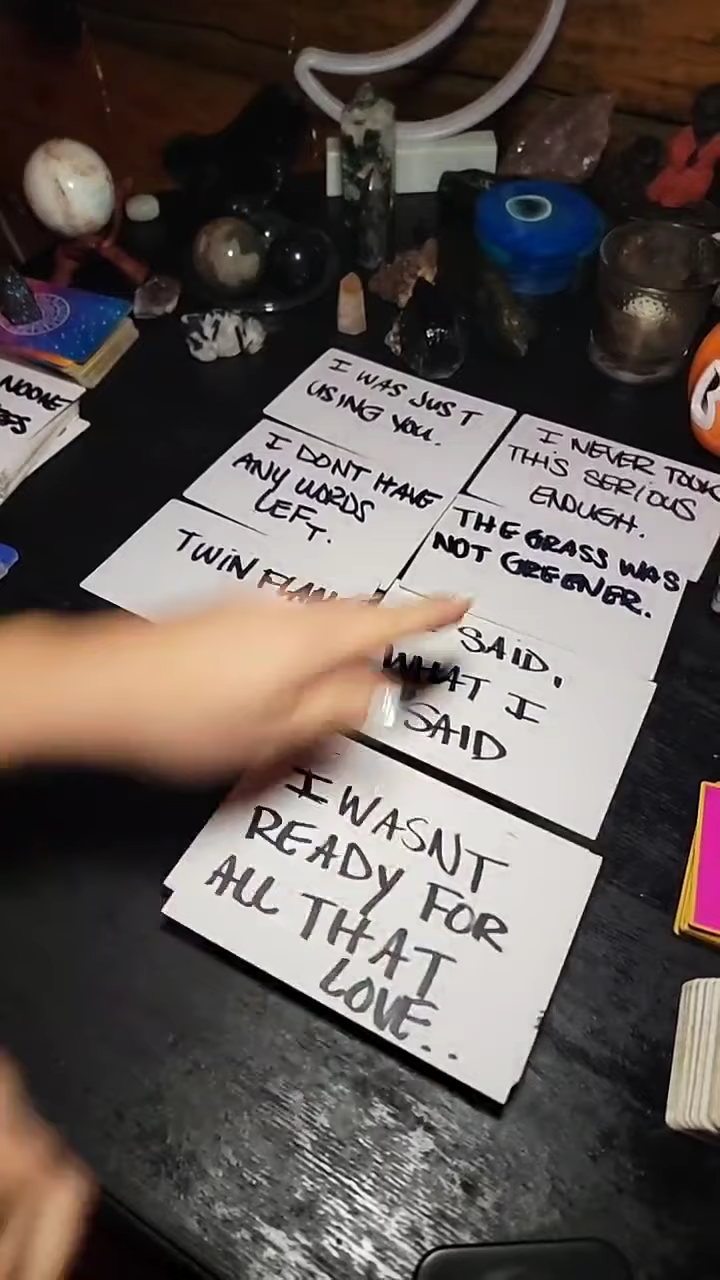 NOONE
I WAS JUST
USING YOU.
I NEVER TOOK
THIS SERIOUS
ENOUGH.
I DONT HAVE
ANY WORDS
LEFT.
THE GRASS WAS
NOT GREENER.
TWIN
SAID,
WHAT I
SAID
I WASNT
READY FOR
ALL THAT
LOVE..